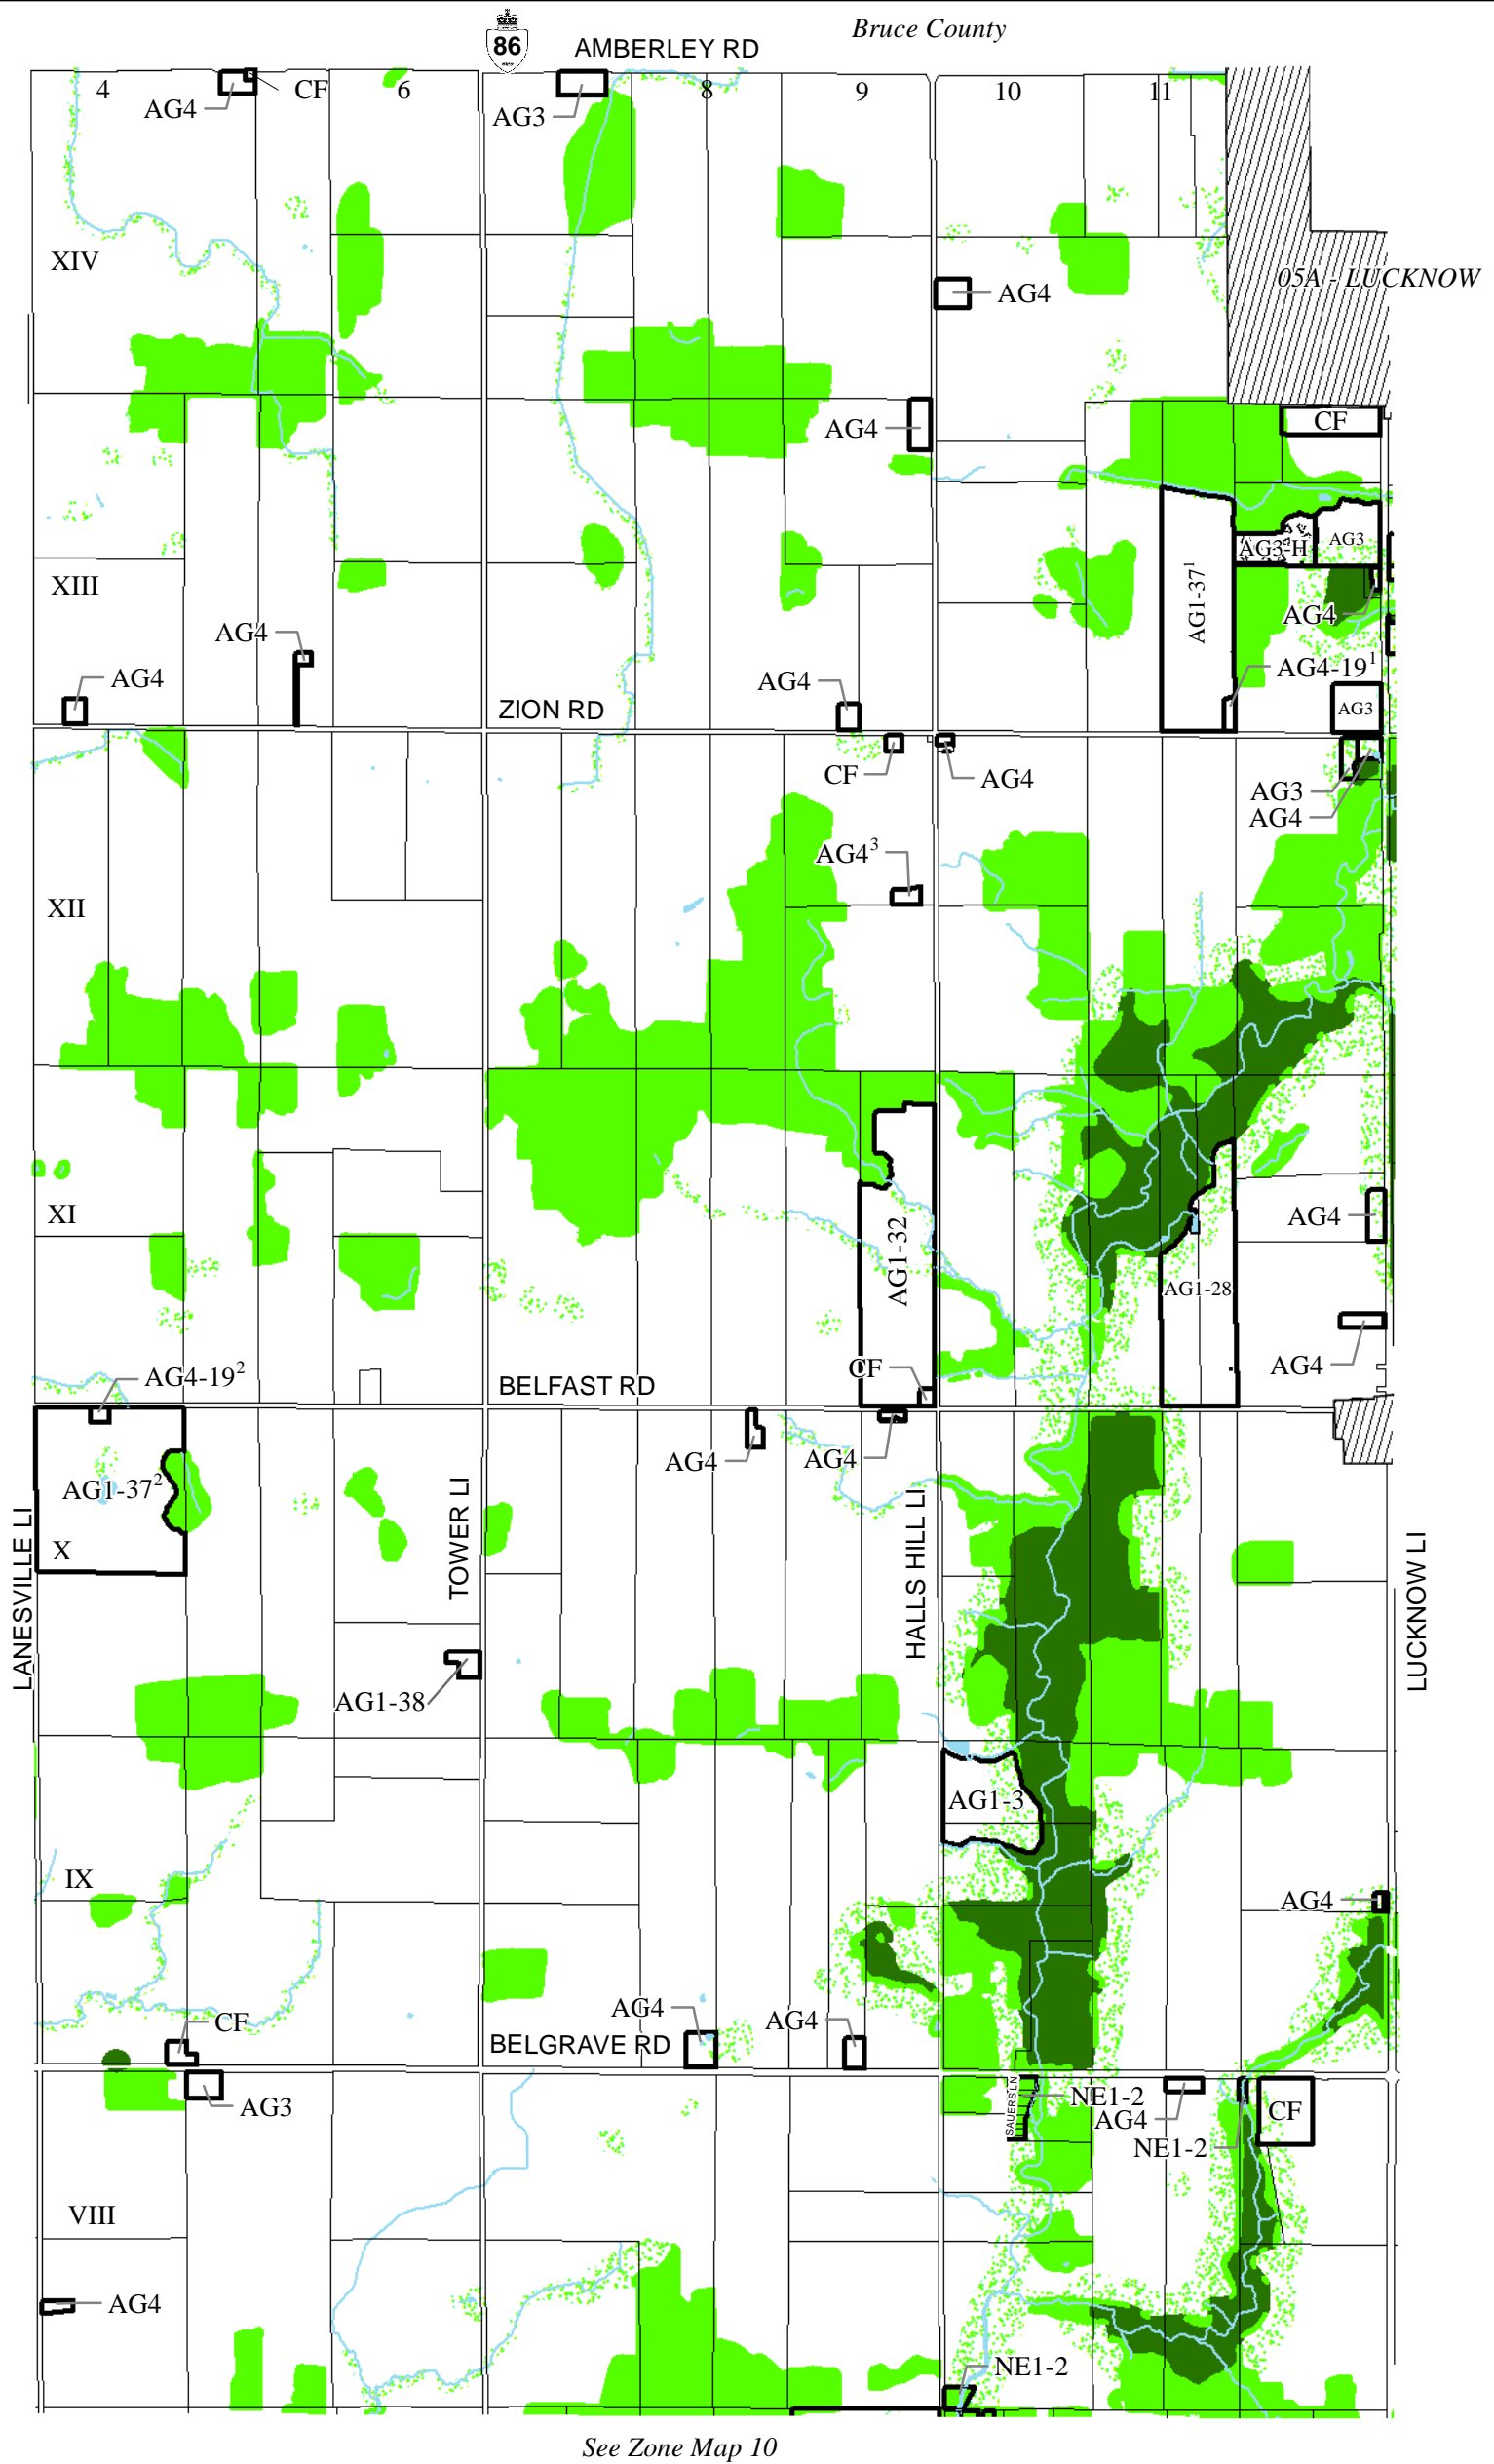 Bruce County
86
AMBERLEY RD
4
CF
6
8
9
10
11
AG4
AG3
XIV
05A - LUCKNOW
AG4
AG4
CF
AG3-H
AG3
XIII
AG1-37¹
AG4
AG4
AG4
AG4
AG4-19¹
ZION RD
AG3
CF
AG4
AG3
AG4
AG4³
XII
XI
AG4
AG1-32
AG1-28
AG4
CF
AG4-19²
BELFAST RD
AG4
AG4
AG1-37²
X
LANESVILLE LI
TOWER LI
HALLS HILL LI
LUCKNOW LI
AG1-38
AG1-3
IX
AG4
CF
AG4
AG4
BELGRAVE RD
AG3
SAUERS LN
NE1-2
AG4
NE1-2
CF
VIII
AG4
NE1-2
See Zone Map 10